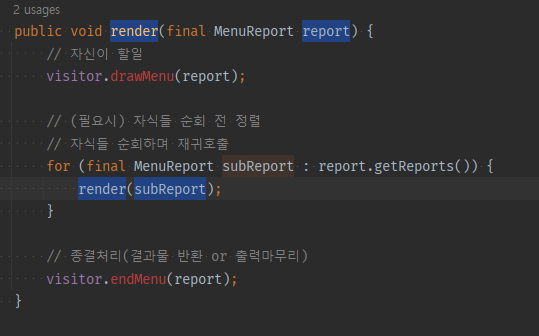 2 usages
public void render(final MenuReport report) {
// 자신이 할일
visitor.drawMenu(report);
// (필요시) 자식들 순회 전 정렬
// 자식들 순회하며 재귀호출
for (final MenuReport subReport : report.getReports()) {
render(subReport);
}
// 종결처리(결과물 반환 or 출력마무리)
visitor.endMenu(report);
}